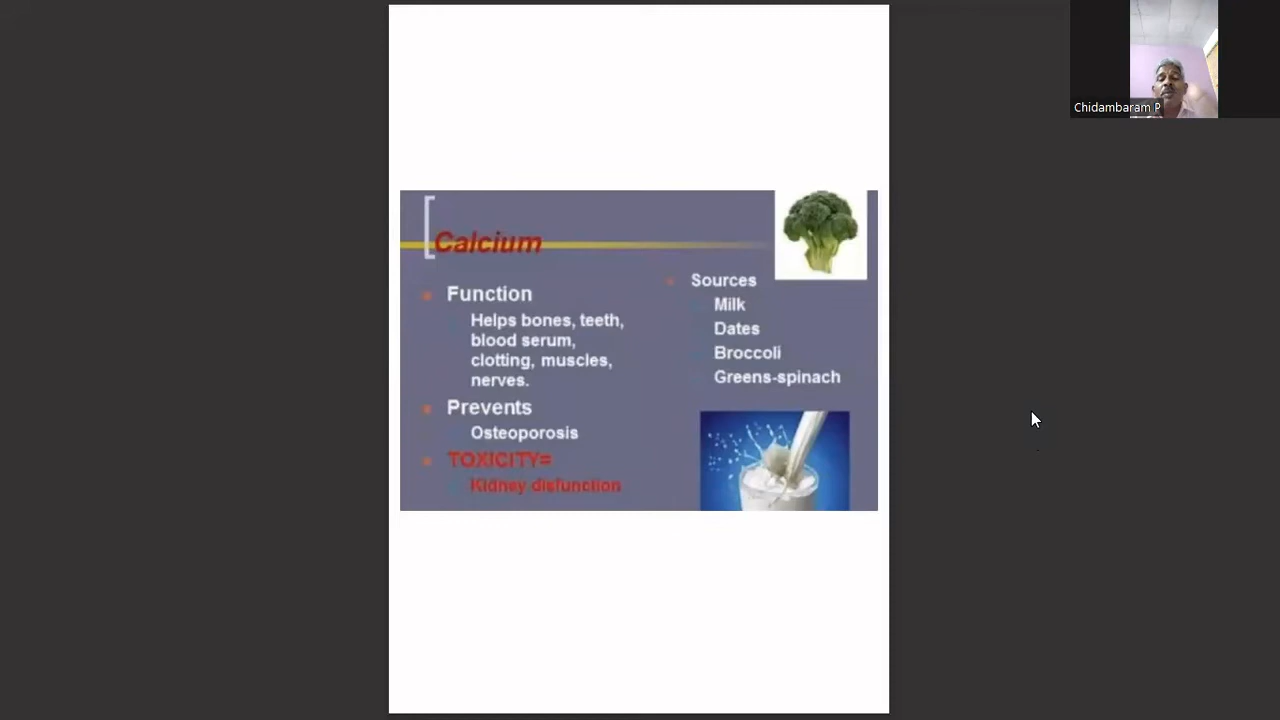 Calcium
Function
Helps bones, teeth,
blood serum,
clotting, muscles,
nerves.
Prevents
Osteoporosis
TOXICITY=
Kidney disfunction
Sources
Milk
Dates
Broccoli
Greens-spinach
Chidambaram P